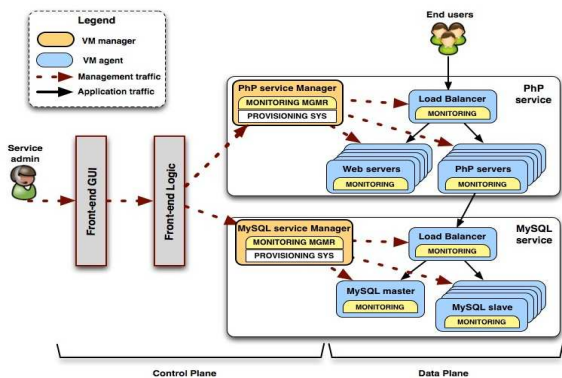 Legend
VM manager
VM agent
Management traffic
Application traffic
End users
Service
admin
Front-end GUI
Front-end Logic
PhP service Manager
MONITORING MGMR
PROVISIONING SYS
Load Balancer
MONITORING
PhP
service
Web servers
MONITORING
PhP servers
MONITORING
MySQL service Manager
MONITORING MGMR
PROVISIONING SYS
Load Balancer
MONITORING
MySQL
service
MySQL master
MONITORING
MySQL slave
MONITORING
Control Plane
Data Plane